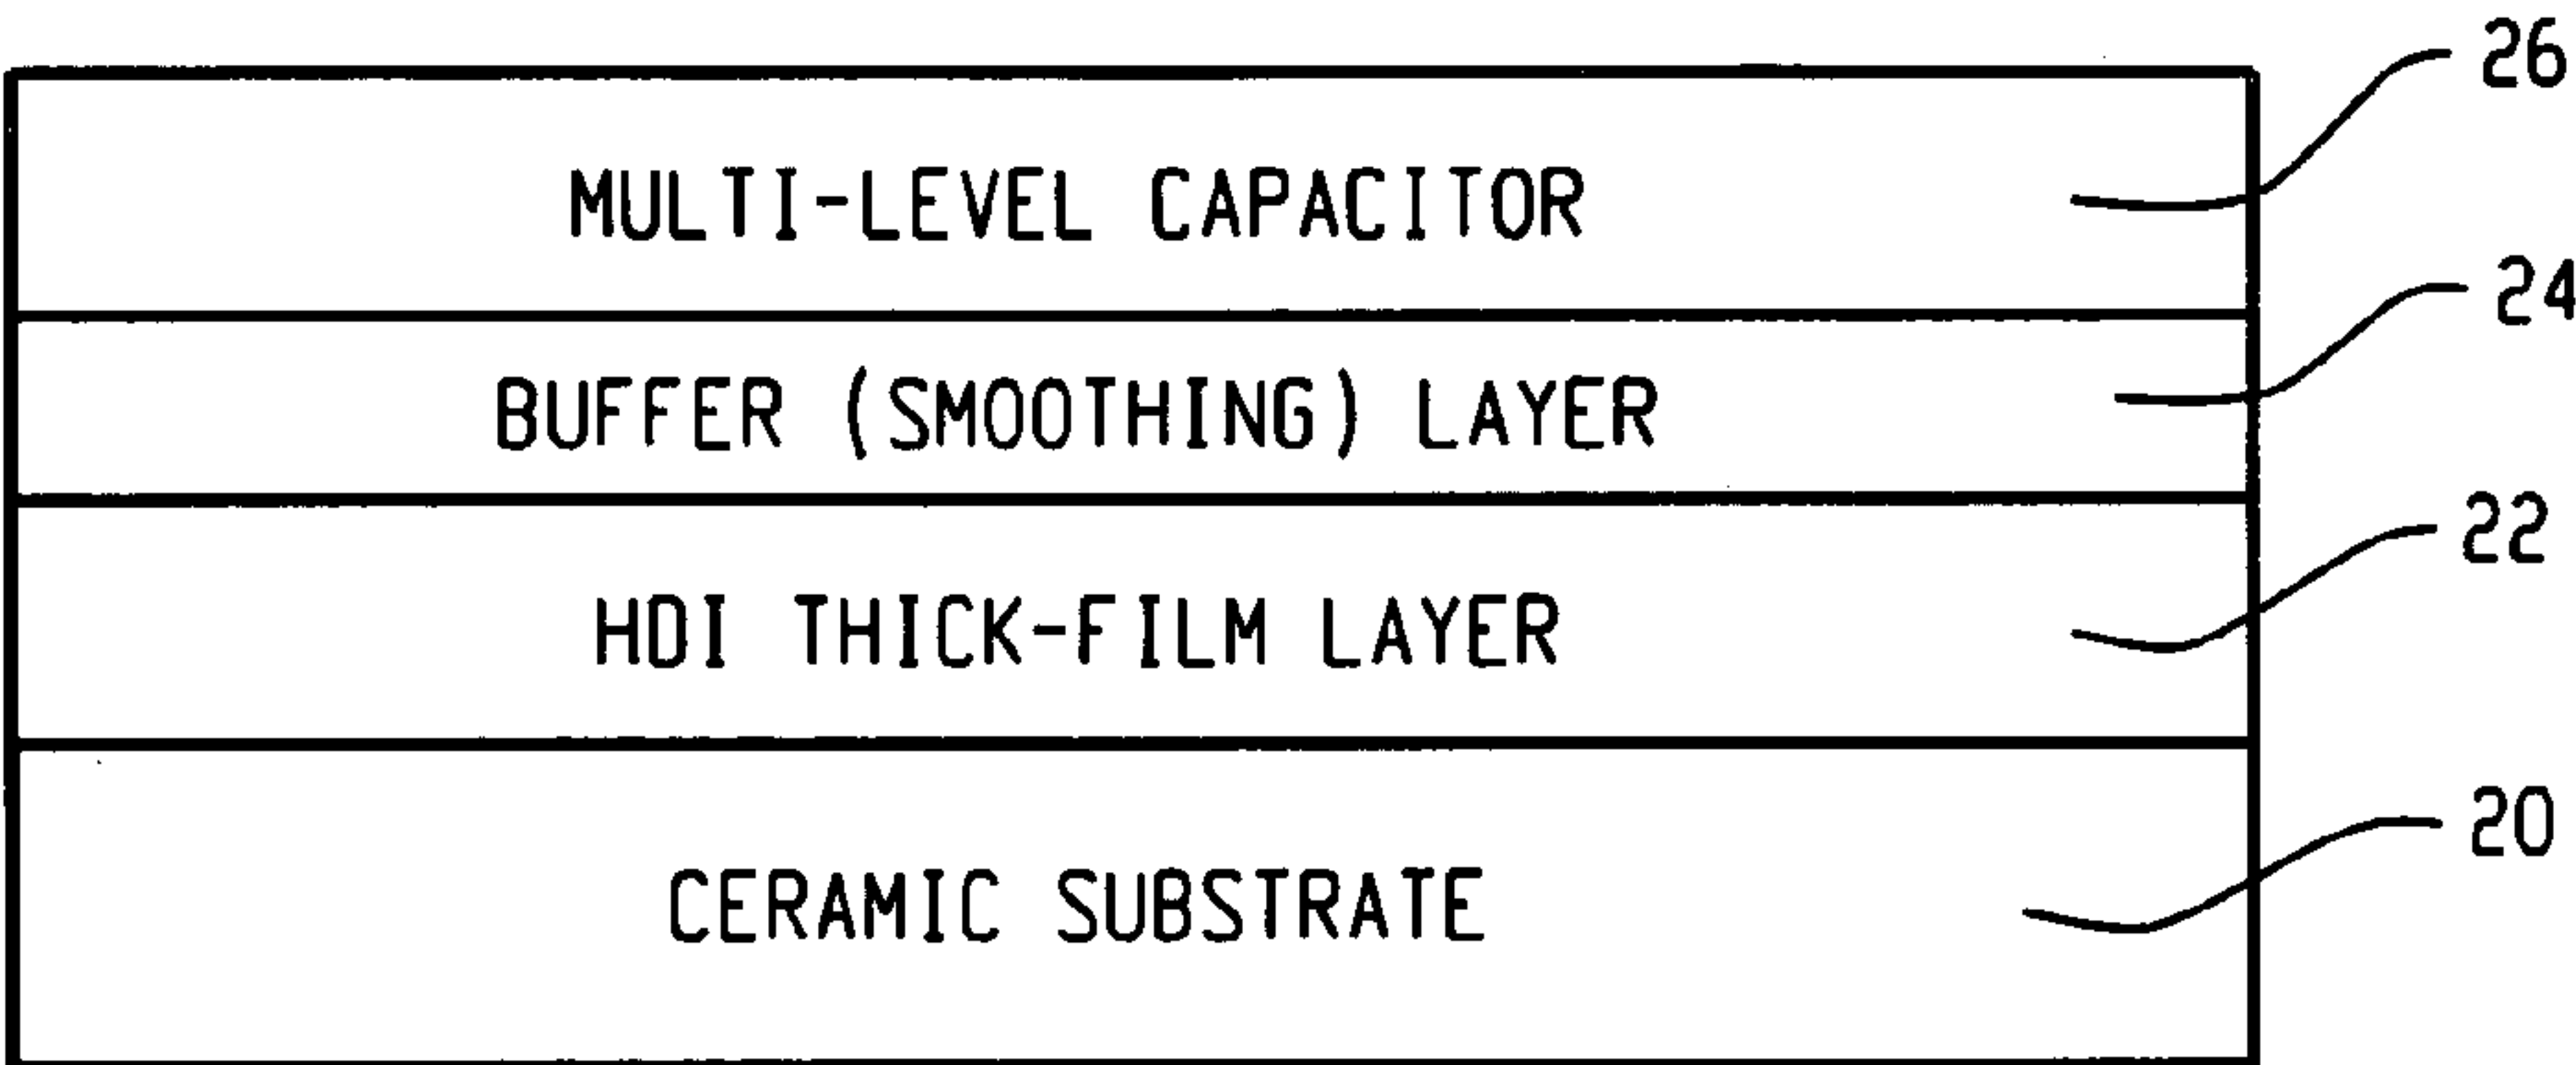 26
MULTI-LEVEL CAPACITOR
24
BUFFER (SMOOTHING) LAYER
22
HDI THICK-FILM LAYER
20
CERAMIC SUBSTRATE